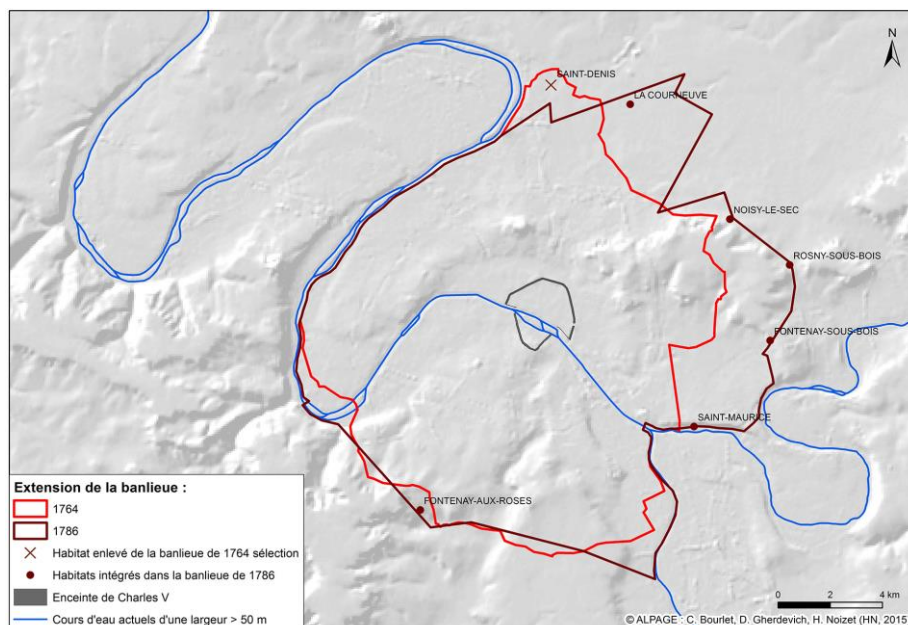 N
SAINT-DENIS
LA COURNEUVE
NOISY-LE-SEC
ROSNY-SOUS-BOIS
FONTENAY-SOUS-BOIS
SAINT-MAURICE
FONTENAY-AUX-ROSES
Extension de la banlieue :
1764
1786
Habitat enlevé de la banlieue de 1764 sélection
Habitats intégrés dans la banlieue de 1786
Enceinte de Charles V
Cours d'eau actuels d'une largeur > 50 m
0 2 4 km
© ALPAGE : C. Bourlet, D. Gherdevich, H. Noizet (HN, 2015